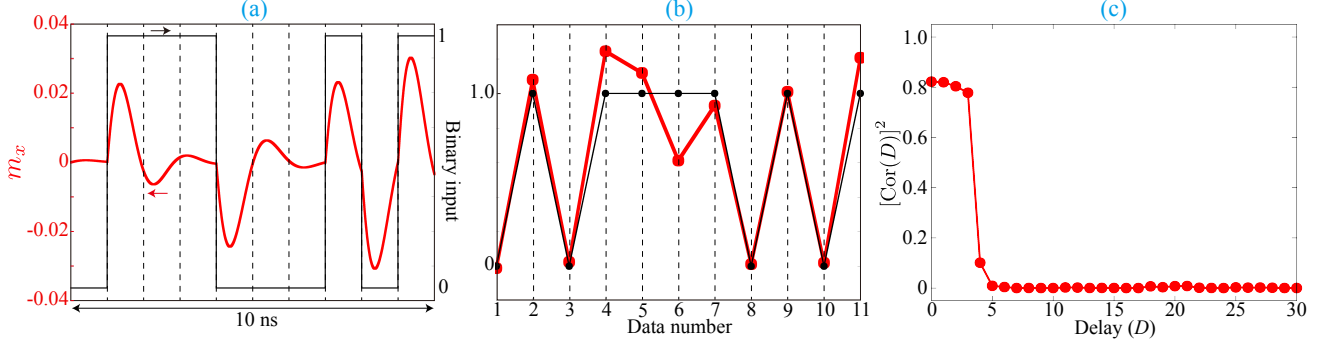 (a)
0.04
0.02
0
-0.02
-0.04
m_x
1
0
Binary input
10 ns
(b)
1.0
0
1 2 3 4 5 6 7 8 9 10 11
Data number
(c)
1.0
0.8
0.6
0.4
0.2
0
[Cor(D)]^2
0 5 10 15 20 25 30
Delay (D)